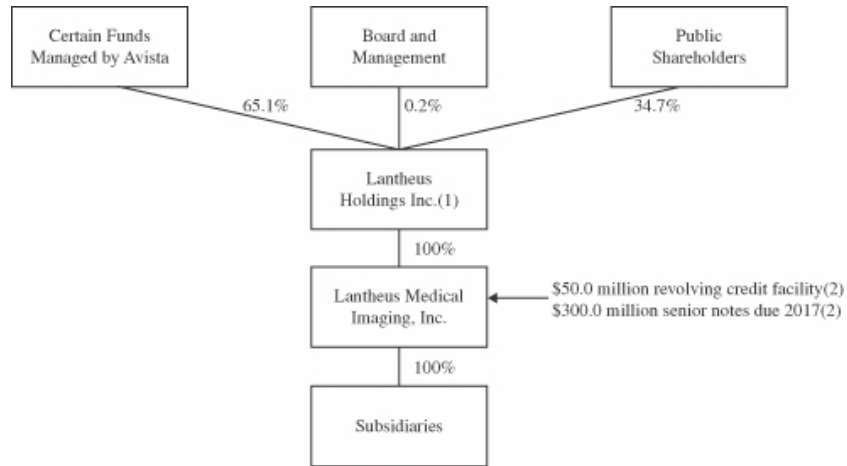 Certain Funds
Managed by Avista
Board and
Management
Public
Shareholders
65.1%
0.2%
34.7%
Lantheus
Holdings Inc.(1)
100%
Lantheus Medical
Imaging, Inc.
$50.0 million revolving credit facility(2)
$300.0 million senior notes due 2017(2)
100%
Subsidiaries